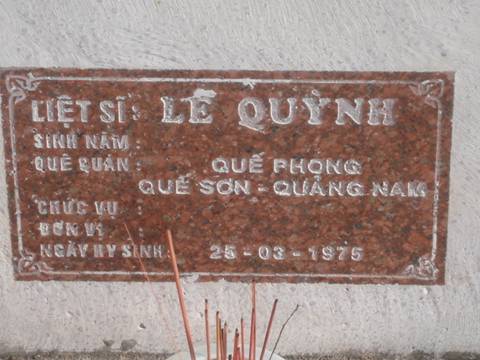 LIỆT SĨ: LÊ QUỲNH
SINH NĂM :
QUÊ QUÁN : QUẾ PHONG
QUẾ SƠN - QUẢNG NAM
CHỨC VỤ :
ĐƠN VỊ :
NGÀY HY SINH: 25 - 03 - 1975